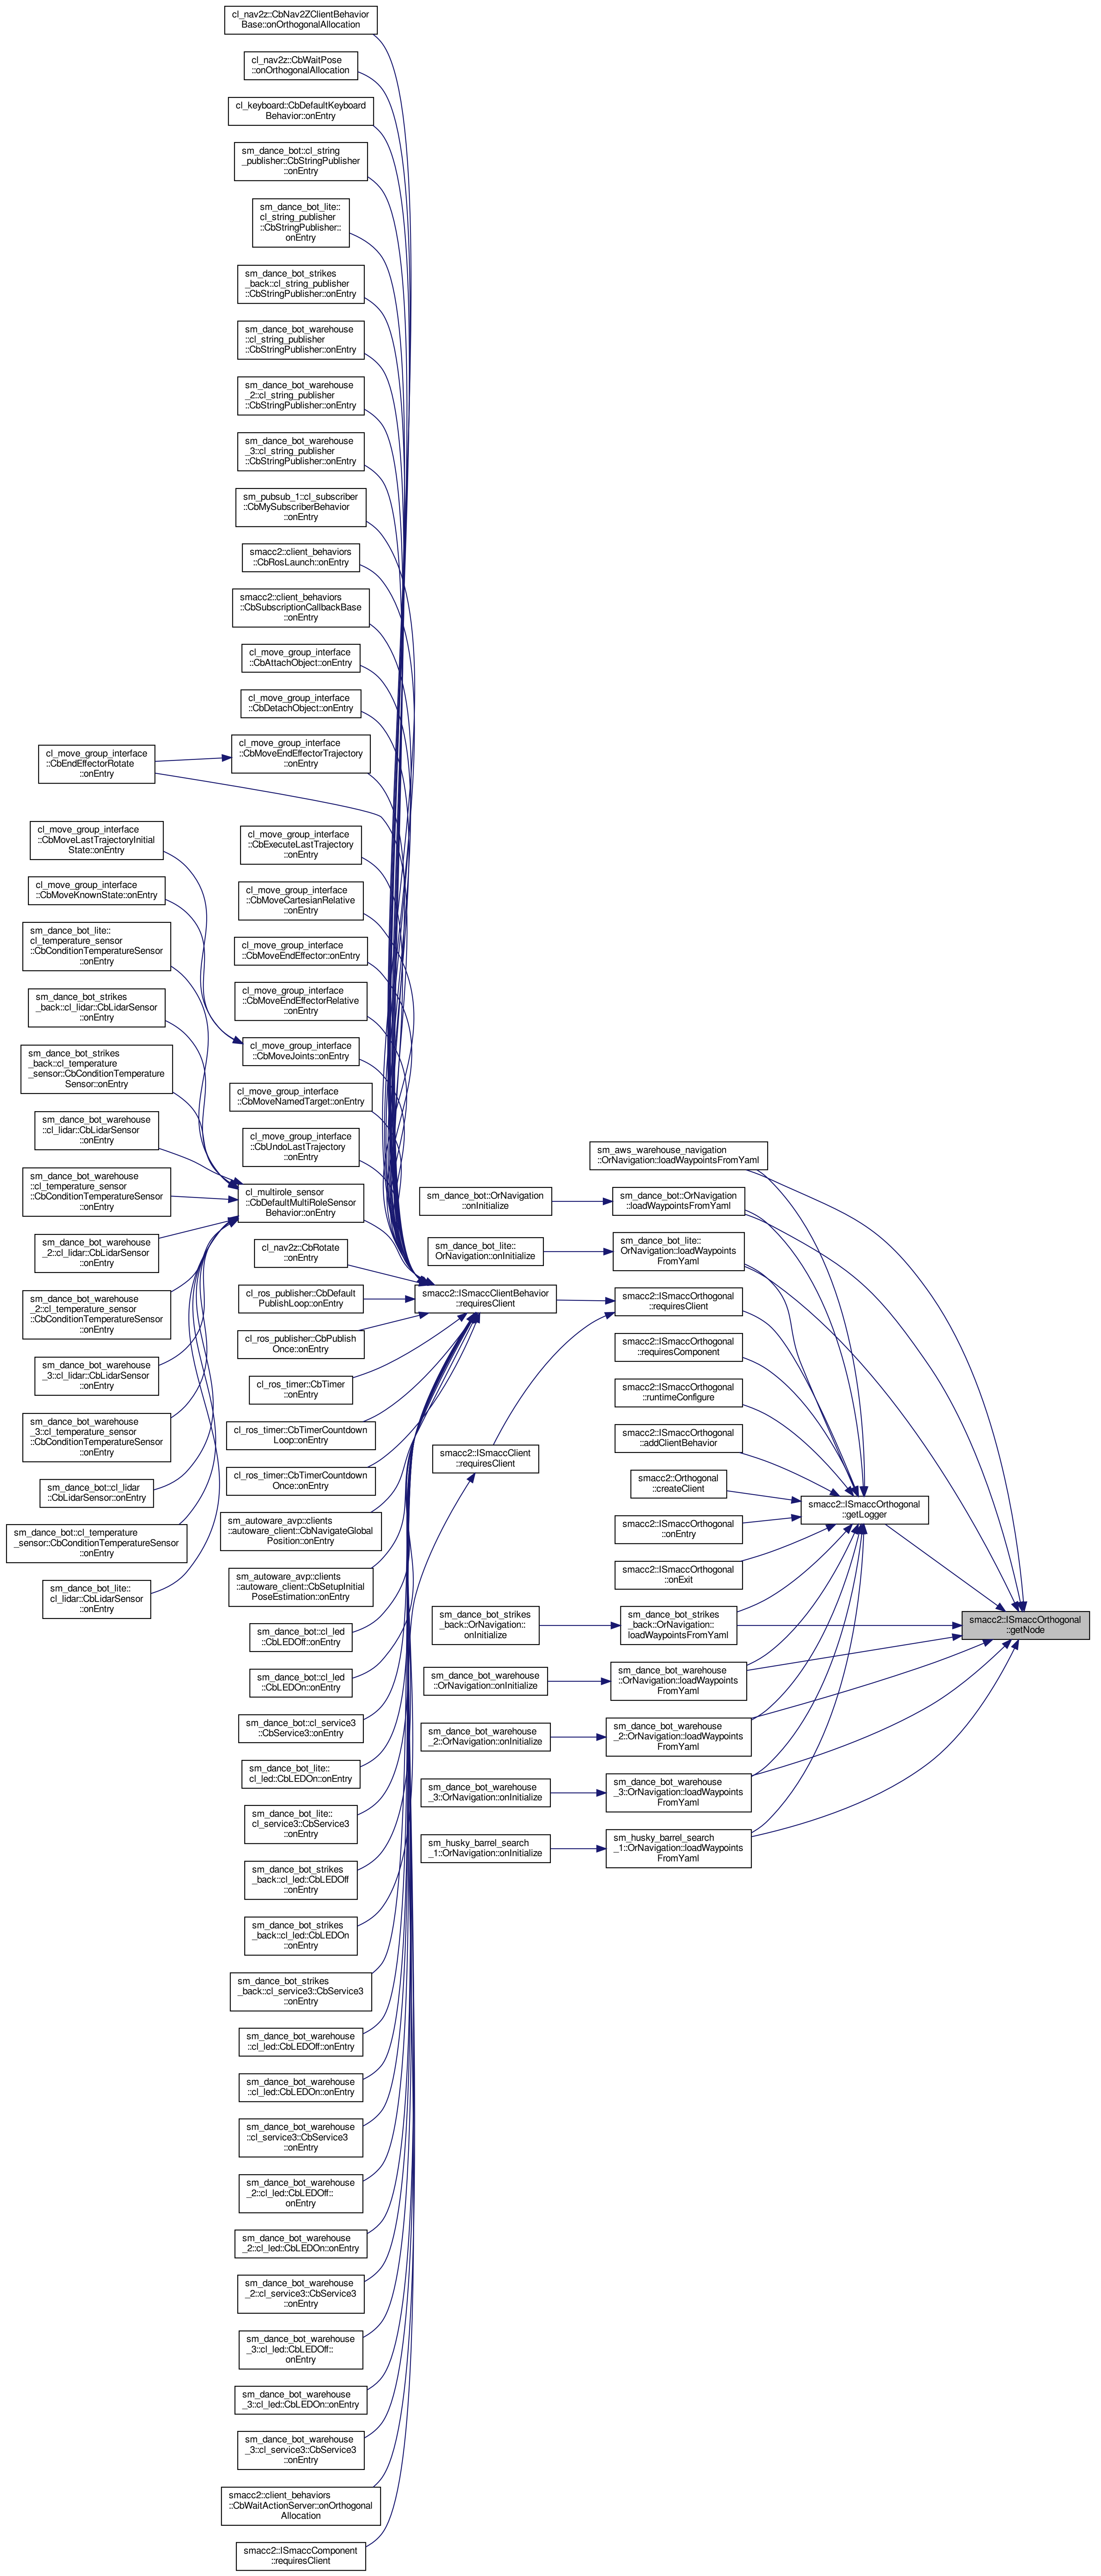 cl_nav2z::CbNav2ZClientBehavior
Base::onOrthogonalAllocation
cl_nav2z::CbWaitPose
::onOrthogonalAllocation
cl_keyboard::CbDefaultKeyboard
Behavior::onEntry
sm_dance_bot::cl_string
_publisher::CbStringPublisher
::onEntry
sm_dance_bot_lite::
cl_string_publisher
::CbStringPublisher::
onEntry
sm_dance_bot_strikes
_back::cl_string_publisher
::CbStringPublisher::onEntry
sm_dance_bot_warehouse
::cl_string_publisher
::CbStringPublisher::onEntry
sm_dance_bot_warehouse
_2::cl_string_publisher
::CbStringPublisher::onEntry
sm_dance_bot_warehouse
_3::cl_string_publisher
::CbStringPublisher::onEntry
sm_pubsub_1::cl_subscriber
::CbMySubscriberBehavior
::onEntry
smacc2::client_behaviors
::CbRosLaunch::onEntry
smacc2::client_behaviors
::CbSubscriptionCallbackBase
::onEntry
cl_move_group_interface
::CbAttachObject::onEntry
cl_move_group_interface
::CbDetachObject::onEntry
cl_move_group_interface
::CbMoveEndEffectorTrajectory
::onEntry
cl_move_group_interface
::CbEndEffectorRotate
::onEntry
cl_move_group_interface
::CbExecuteLastTrajectory
::onEntry
cl_move_group_interface
::CbMoveCartesianRelative
::onEntry
cl_move_group_interface
::CbMoveEndEffector::onEntry
cl_move_group_interface
::CbMoveEndEffectorRelative
::onEntry
cl_move_group_interface
::CbMoveJoints::onEntry
cl_move_group_interface
::CbMoveNamedTarget::onEntry
cl_move_group_interface
::CbUndoLastTrajectory
::onEntry
cl_multirole_sensor
::CbDefaultMultiRoleSensor
Behavior::onEntry
cl_nav2z::CbRotate
::onEntry
cl_ros_publisher::CbDefault
PublishLoop::onEntry
cl_ros_publisher::CbPublish
Once::onEntry
cl_ros_timer::CbTimer
::onEntry
cl_ros_timer::CbTimerCountdown
Loop::onEntry
cl_ros_timer::CbTimerCountdown
Once::onEntry
sm_autoware_avp::clients
::autoware_client::CbNavigateGlobal
Position::onEntry
sm_autoware_avp::clients
::autoware_client::CbSetupInitial
PoseEstimation::onEntry
sm_dance_bot::cl_led
::CbLEDOff::onEntry
sm_dance_bot::cl_led
::CbLEDOn::onEntry
sm_dance_bot::cl_service3
::CbService3::onEntry
sm_dance_bot_lite::
cl_led::CbLEDOn::onEntry
sm_dance_bot_lite::
cl_service3::CbService3
::onEntry
sm_dance_bot_strikes
_back::cl_led::CbLEDOff
::onEntry
sm_dance_bot_strikes
_back::cl_led::CbLEDOn
::onEntry
sm_dance_bot_strikes
_back::cl_service3::CbService3
::onEntry
sm_dance_bot_warehouse
::cl_led::CbLEDOff::onEntry
sm_dance_bot_warehouse
::cl_led::CbLEDOn::onEntry
sm_dance_bot_warehouse
::cl_service3::CbService3
::onEntry
sm_dance_bot_warehouse
_2::cl_led::CbLEDOff::
onEntry
sm_dance_bot_warehouse
_2::cl_led::CbLEDOn::onEntry
sm_dance_bot_warehouse
_2::cl_service3::CbService3
::onEntry
sm_dance_bot_warehouse
_3::cl_led::CbLEDOff::
onEntry
sm_dance_bot_warehouse
_3::cl_led::CbLEDOn::onEntry
sm_dance_bot_warehouse
_3::cl_service3::CbService3
::onEntry
smacc2::client_behaviors
::CbWaitActionServer::onOrthogonal
Allocation
smacc2::ISmaccComponent
::requiresClient
cl_move_group_interface
::CbMoveLastTrajectoryInitial
State::onEntry
cl_move_group_interface
::CbMoveKnownState::onEntry
sm_dance_bot_lite::
cl_temperature_sensor
::CbConditionTemperatureSensor
::onEntry
sm_dance_bot_strikes
_back::cl_lidar::CbLidarSensor
::onEntry
sm_dance_bot_strikes
_back::cl_temperature
_sensor::CbConditionTemperature
Sensor::onEntry
sm_dance_bot_warehouse
::cl_lidar::CbLidarSensor
::onEntry
sm_dance_bot_warehouse
::cl_temperature_sensor
::CbConditionTemperatureSensor
::onEntry
sm_dance_bot_warehouse
_2::cl_lidar::CbLidarSensor
::onEntry
sm_dance_bot_warehouse
_2::cl_temperature_sensor
::CbConditionTemperatureSensor
::onEntry
sm_dance_bot_warehouse
_3::cl_lidar::CbLidarSensor
::onEntry
sm_dance_bot_warehouse
_3::cl_temperature_sensor
::CbConditionTemperatureSensor
::onEntry
sm_dance_bot::cl_lidar
::CbLidarSensor::onEntry
sm_dance_bot::cl_temperature
_sensor::CbConditionTemperatureSensor
::onEntry
sm_dance_bot_lite::
cl_lidar::CbLidarSensor
::onEntry
sm_dance_bot::OrNavigation
::onInitialize
sm_dance_bot_lite::
OrNavigation::onInitialize
smacc2::ISmaccClientBehavior
::requiresClient
smacc2::ISmaccClient
::requiresClient
sm_dance_bot_strikes
_back::OrNavigation::
onInitialize
sm_dance_bot_warehouse
::OrNavigation::onInitialize
sm_dance_bot_warehouse
_2::OrNavigation::onInitialize
sm_dance_bot_warehouse
_3::OrNavigation::onInitialize
sm_husky_barrel_search
_1::OrNavigation::onInitialize
sm_aws_warehouse_navigation
::OrNavigation::loadWaypointsFromYaml
sm_dance_bot::OrNavigation
::loadWaypointsFromYaml
sm_dance_bot_lite::
OrNavigation::loadWaypoints
FromYaml
smacc2::ISmaccOrthogonal
::requiresClient
smacc2::ISmaccOrthogonal
::requiresComponent
smacc2::ISmaccOrthogonal
::runtimeConfigure
smacc2::ISmaccOrthogonal
::addClientBehavior
smacc2::Orthogonal
::createClient
smacc2::ISmaccOrthogonal
::onEntry
smacc2::ISmaccOrthogonal
::onExit
sm_dance_bot_strikes
_back::OrNavigation::
loadWaypointsFromYaml
sm_dance_bot_warehouse
::OrNavigation::loadWaypoints
FromYaml
sm_dance_bot_warehouse
_2::OrNavigation::loadWaypoints
FromYaml
sm_dance_bot_warehouse
_3::OrNavigation::loadWaypoints
FromYaml
sm_husky_barrel_search
_1::OrNavigation::loadWaypoints
FromYaml
smacc2::ISmaccOrthogonal
::getLogger
smacc2::ISmaccOrthogonal
::getNode